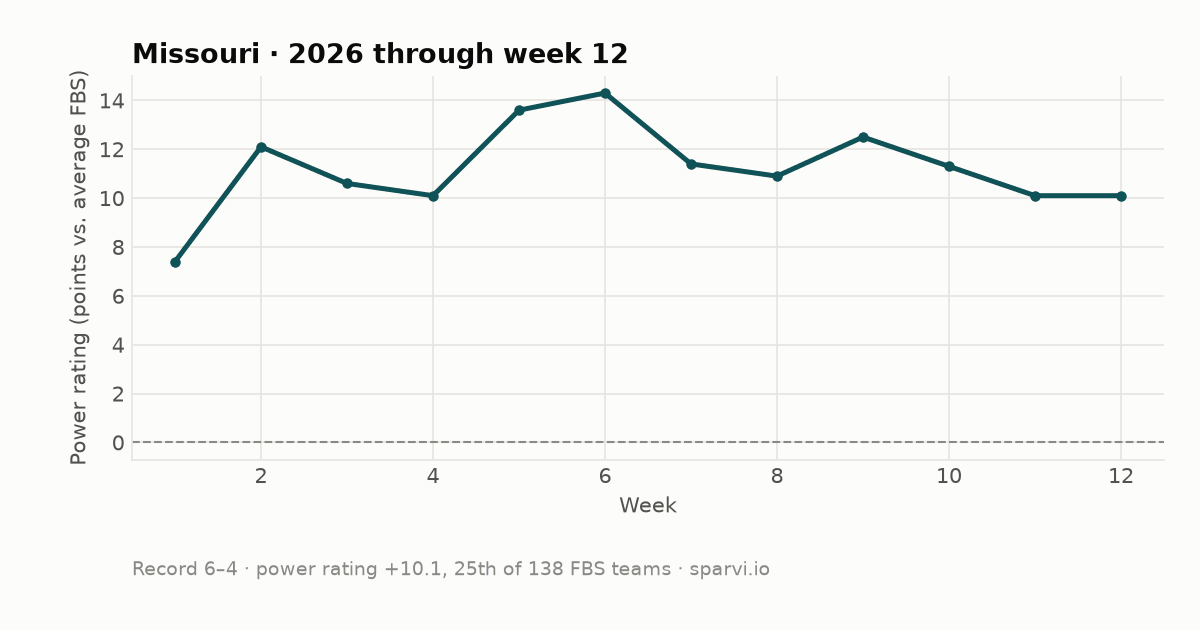 Missouri · 2026 through week 12
Power rating (points vs. average FBS)
14
12
10
8
6
4
2
0
2 4 6 8 10 12
Week
Record 6–4 · power rating +10.1, 25th of 138 FBS teams · sparvi.io